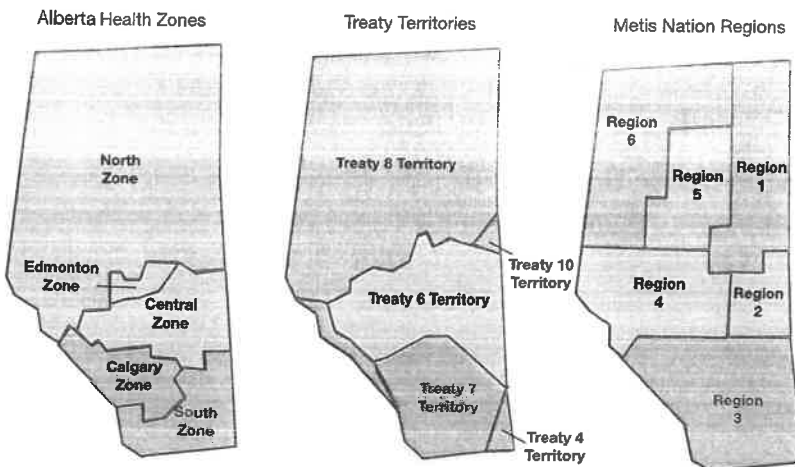 Alberta Health Zones
North
Zone
Edmonton
Zone
Central
Zone
Calgary
Zone
South
Zone
Treaty Territories
Treaty 8 Territory
Treaty 10
Territory
Treaty 6 Territory
Treaty 7
Territory
Treaty 4
Territory
Metis Nation Regions
Region
6
Region
5
Region
1
Region
4
Region
2
Region
3